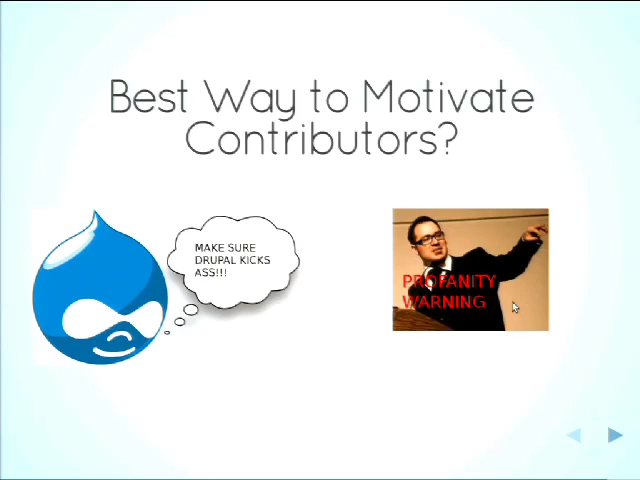 Best Way to Motivate
Contributors?
MAKE SURE
DRUPAL KICKS
ASS!!!
PROFANITY
WARNING